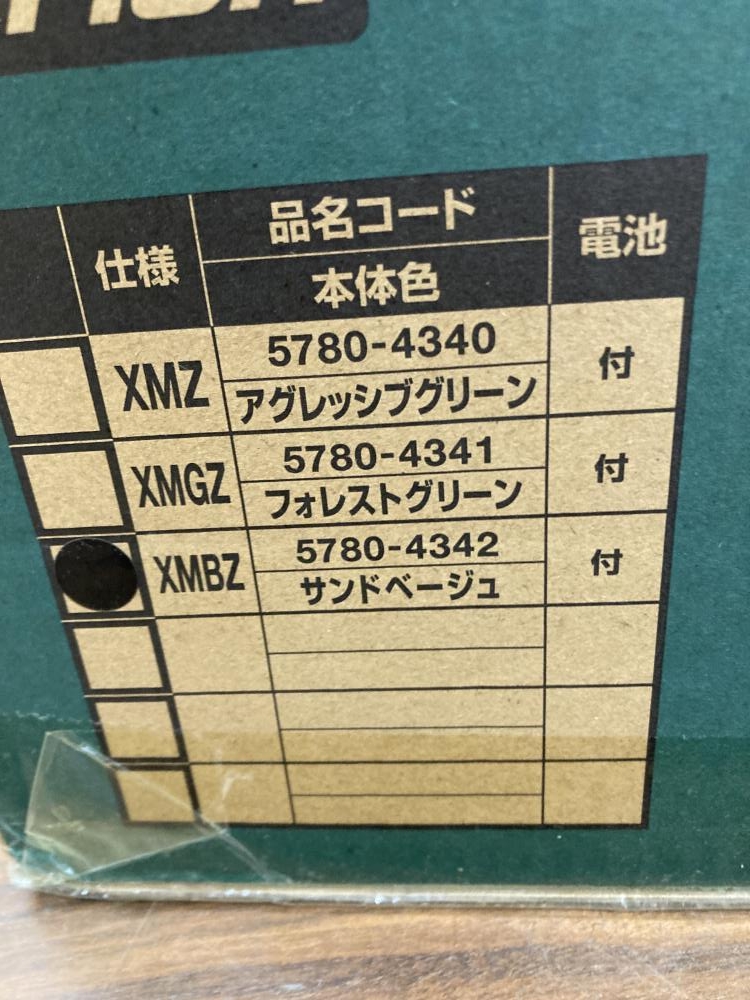 仕様 品名コード 電池
本体色
XMZ 5780-4340 付
アグレッシブグリーン
XMGZ 5780-4341 付
フォレストグリーン
XMBZ 5780-4342 付
サンドベージュ